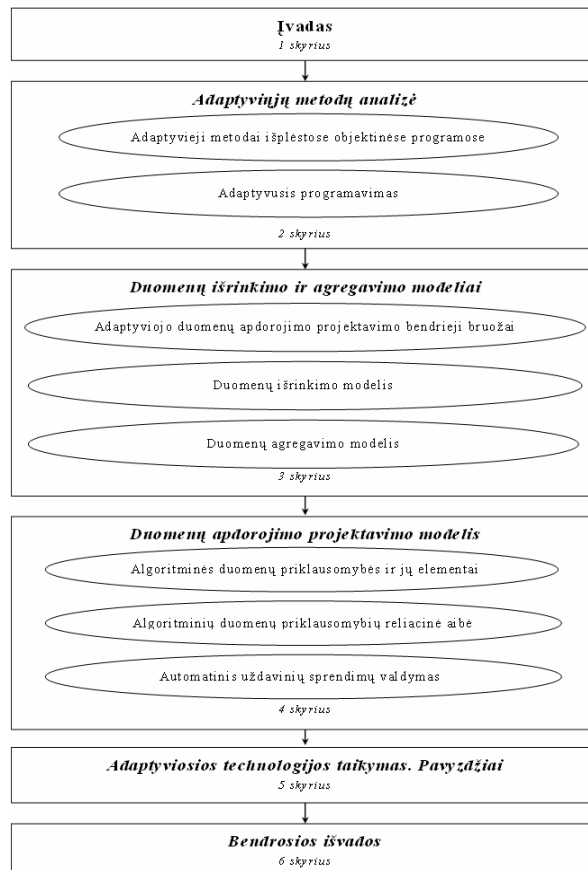 Įvadas
1 skyrius
Adaptyviųjų metodų analizė
Adaptyvieji metodai išplėstose objektinėse programose
Adaptyvusis programavimas
2 skyrius
Duomenų išrinkimo ir agregavimo modeliai
Adaptyviojo duomenų apdorojimo projektavimo bendrieji bruožai
Duomenų išrinkimo modelis
Duomenų agregavimo modelis
3 skyrius
Duomenų apdorojimo projektavimo modelis
Algoritminės duomenų priklausomybės ir jų elementai
Algoritminių duomenų priklausomybių reliacinė aibė
Automatinis uždavinių sprendimų valdymas
4 skyrius
Adaptyviosios technologijos taikymas. Pavyzdžiai
5 skyrius
Bendrosios išvados
6 skyrius